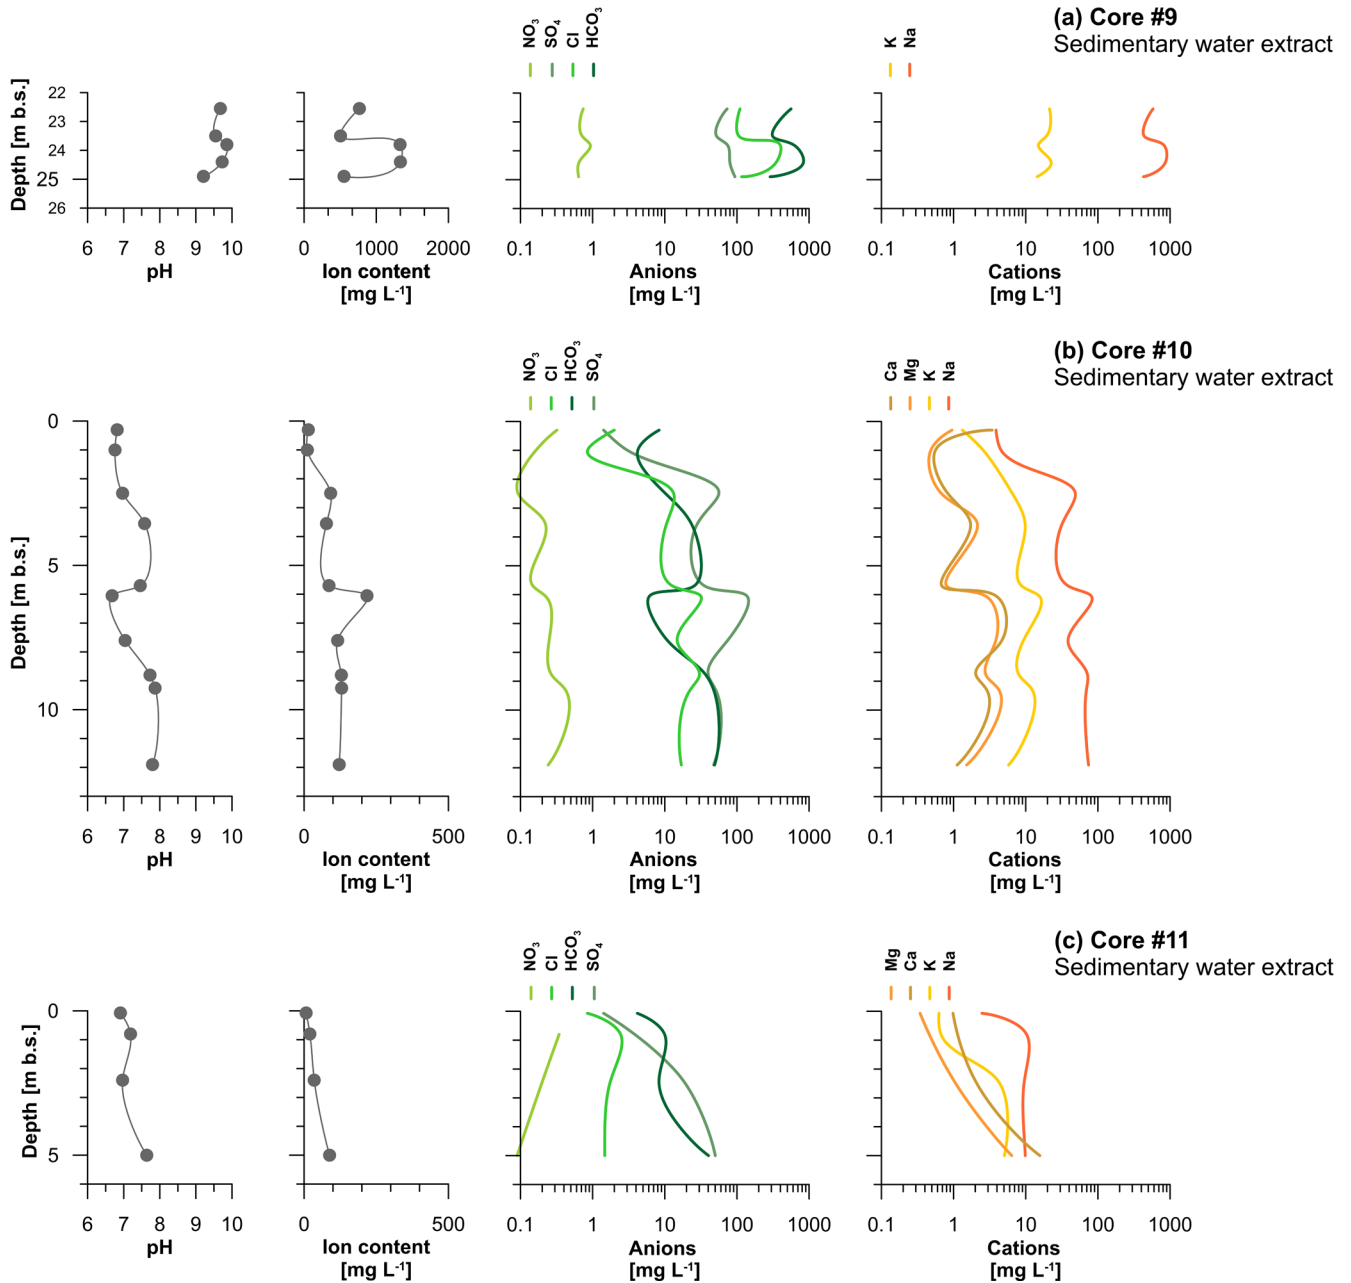 (a) Core #9
Sedimentary water extract
NO3 SO4 Cl HCO3
K Na
Depth [m b.s.]
22
23
24
25
26
6 7 8 9 10
pH
0 1000 2000
Ion content
[mg L-1]
0.1 1 10 100 1000
Anions
[mg L-1]
0.1 1 10 100 1000
Cations
[mg L-1]
(b) Core #10
Sedimentary water extract
NO3 Cl HCO3 SO4
Ca Mg K Na
Depth [m b.s.]
0
5
10
6 7 8 9 10
pH
0 500
Ion content
[mg L-1]
0.1 1 10 100 1000
Anions
[mg L-1]
0.1 1 10 100 1000
Cations
[mg L-1]
(c) Core #11
Sedimentary water extract
NO3 Cl HCO3 SO4
Mg Ca K Na
Depth [m b.s.]
0
5
6 7 8 9 10
pH
0 500
Ion content
[mg L-1]
0.1 1 10 100 1000
Anions
[mg L-1]
0.1 1 10 100 1000
Cations
[mg L-1]